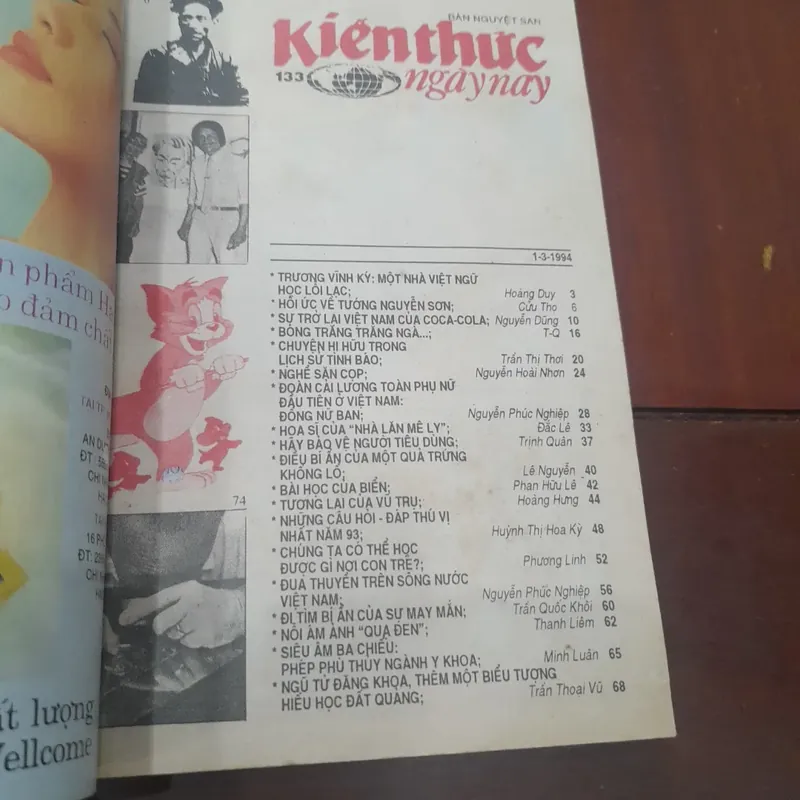 BÁN NGUYỆT SAN
Kiến thức
133
ngày nay
1-3-1994
* TRƯƠNG VĨNH KÝ: MỘT NHÀ VIỆT NGỮ
HỌC LỖI LẠC; Hoàng Duy 3
* HỒI ỨC VỀ TƯỚNG NGUYỄN SƠN; Cửu Thọ 6
* SỰ TRỞ LẠI VIỆT NAM CỦA COCA-COLA; Nguyễn Dũng 10
* BÓNG TRĂNG TRẮNG NGÀ...; T-Q 16
* CHUYỆN HI HỮU TRONG
LỊCH SỬ TÌNH BÁO; Trần Thị Thơi 20
* NGHỀ SĂN CỌP; Nguyễn Hoài Nhơn 24
* ĐOÀN CẢI LƯƠNG TOÀN PHỤ NỮ
ĐẦU TIÊN Ở VIỆT NAM:
ĐỒNG NỮ BAN; Nguyễn Phúc Nghiệp 28
* HỌA SĨ CỦA "NHÀ LĂN MÊ LY"; Đắc Lê 33
* HÃY BẢO VỆ NGƯỜI TIÊU DÙNG; Trịnh Quân 37
* ĐIỀU BÍ ẨN CỦA MỘT QUẢ TRỨNG
KHỔNG LỒ; Lê Nguyễn 40
* BÀI HỌC CỦA BIỂN; Phan Hữu Lê 42
* TƯƠNG LAI CỦA VŨ TRỤ; Hoàng Hưng 44
* NHỮNG CÂU HỎI - ĐÁP THÚ VỊ
NHẤT NĂM 93; Huỳnh Thị Hoa Kỳ 48
* CHÚNG TA CÓ THỂ HỌC
ĐƯỢC GÌ NƠI CON TRẺ?; Phương Linh 52
* ĐUA THUYỀN TRÊN SÔNG NƯỚC
VIỆT NAM; Nguyễn Phúc Nghiệp 56
* ĐI TÌM BÍ ẨN CỦA SỰ MAY MẮN; Trần Quốc Khôi 60
* NỖI ÁM ẢNH "QUẠ ĐEN"; Thanh Liêm 62
* SIÊU ÂM BA CHIỀU:
PHÉP PHÙ THỦY NGÀNH Y KHOA; Minh Luân 65
* NGŨ TỬ ĐĂNG KHOA, THÊM MỘT BIỂU TƯỢNG
HIẾU HỌC ĐẤT QUẢNG; Trần Thoại Vũ 68
74
n phẩm
đảm
16
ĐT:
ất lượng
Wellcome